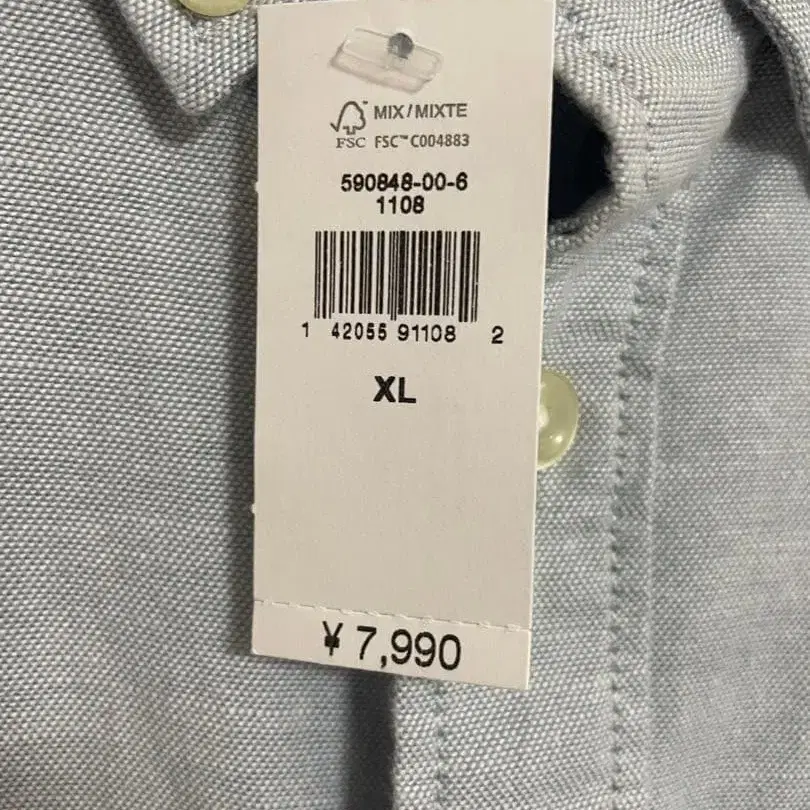 MIX/MIXTE
FSC FSC™ C004883
590848-00-6
1108
1 42055 91108 2
XL
¥7,990